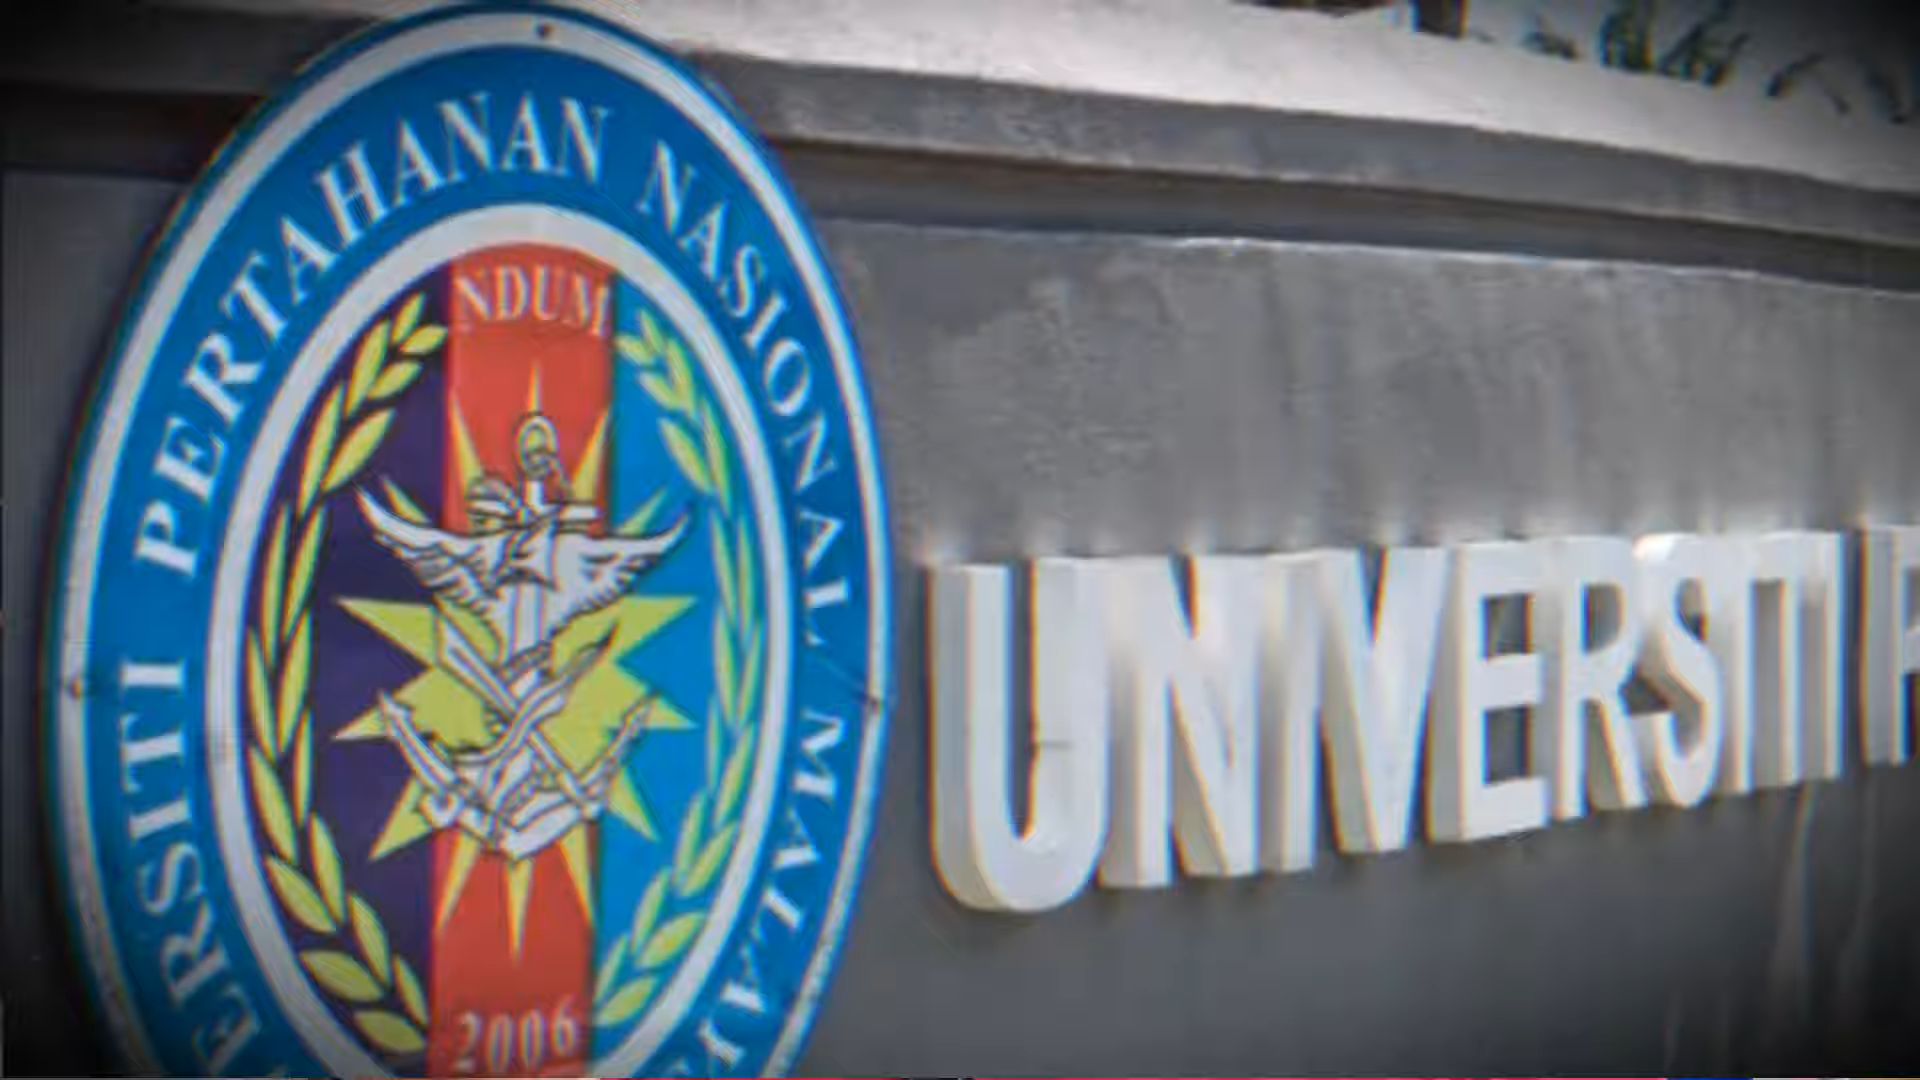 ERSITI PERTAHANAN NASIONAL MALAY
NDUM
2006
UNIVERSITI